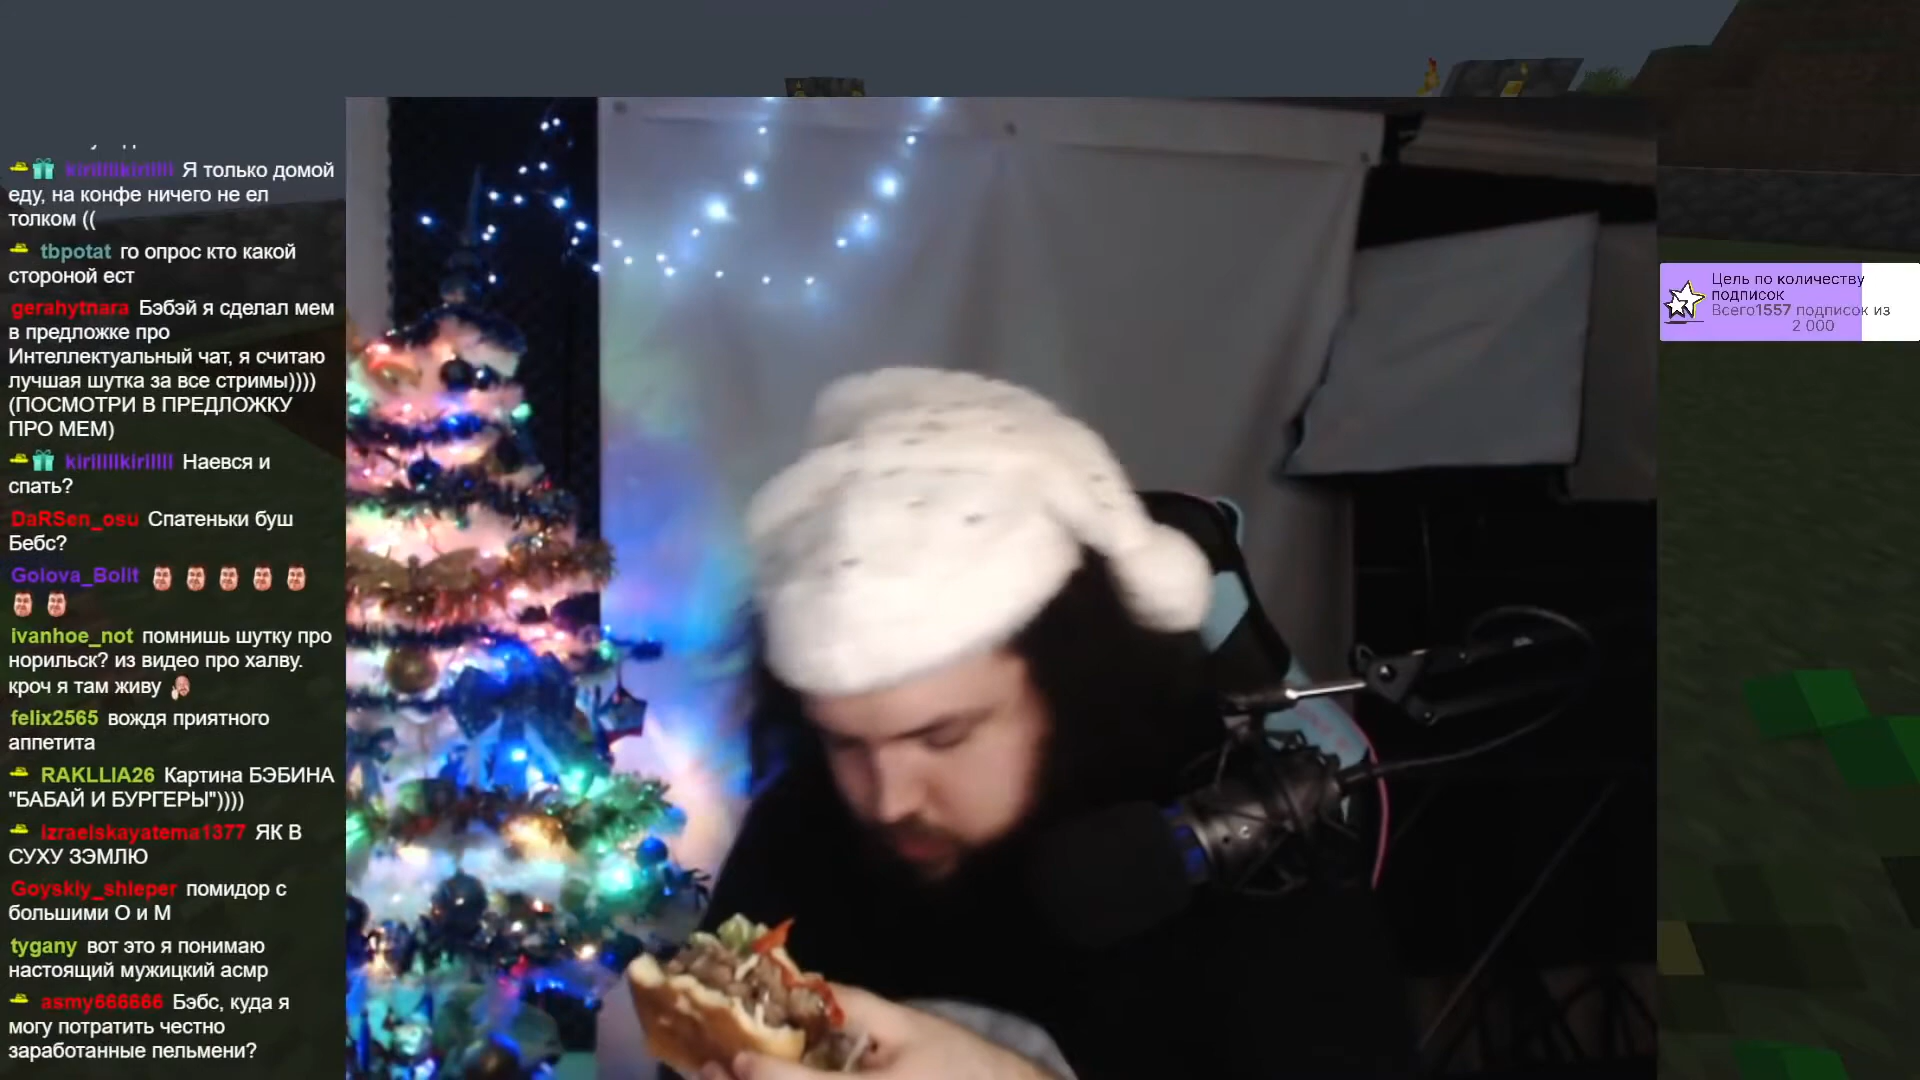 kirillllkirillll Я только домой
еду, на конфе ничего не ел
толком ((
tbpotat го опрос кто какой
стороной ест
gerahytnara Бэбэй я сделал мем
в предложке про
Интеллектуальный чат, я считаю
лучшая шутка за все стримы))))
(ПОСМОТРИ В ПРЕДЛОЖКУ
ПРО МЕМ)
kirillllkirillll Наевся и
спать?
DaRSen_osu Спатеньки буш
Бебс?
Golova_Bolit
ivanhoe_not помнишь шутку про
норильск? из видео про халву.
кроч я там живу
felix2565 вождя приятного
аппетита
RAKLLIA26 Картина БЭБИНА
"БАБАЙ И БУРГЕРЫ"))))
izraelskayatema1377 ЯК В
СУХУ ЗЭМЛЮ
Goyskiy_shleper помидор с
большими О и М
tygany вот это я понимаю
настоящий мужицкий асмр
asmy666666 Бэбс, куда я
могу потратить честно
заработанные пельмени?
Цель по количеству
подписок
Всего1557 подписок из
2 000